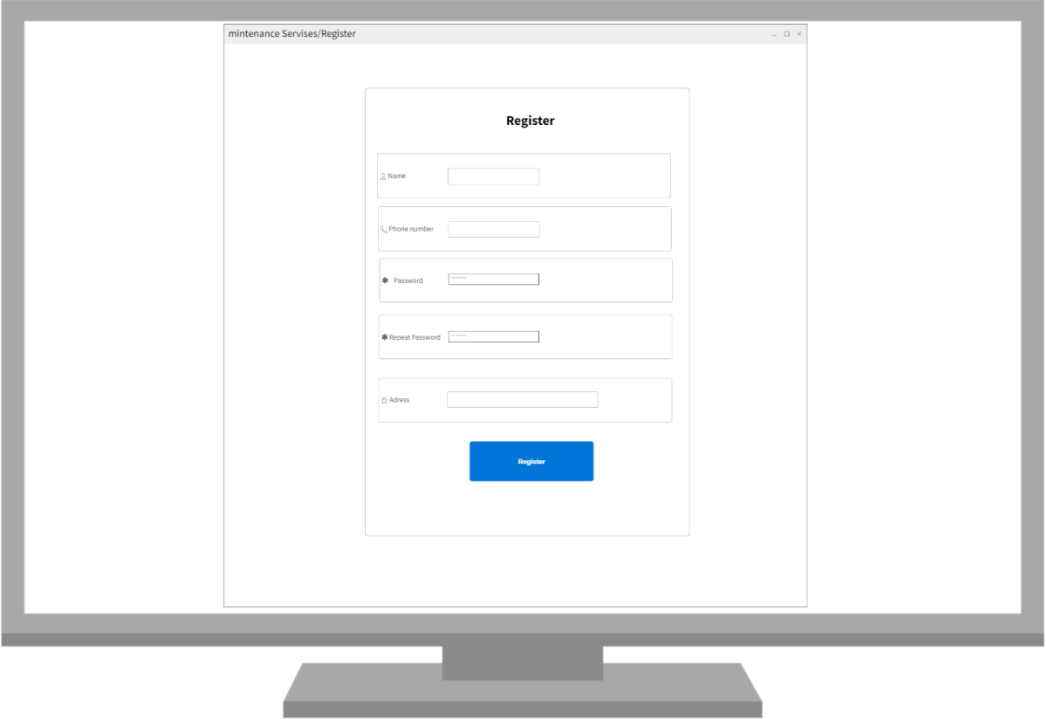 mintenance Servises/Register
Register
Name
Phone number
Password
Repeat Password
Adress
Register